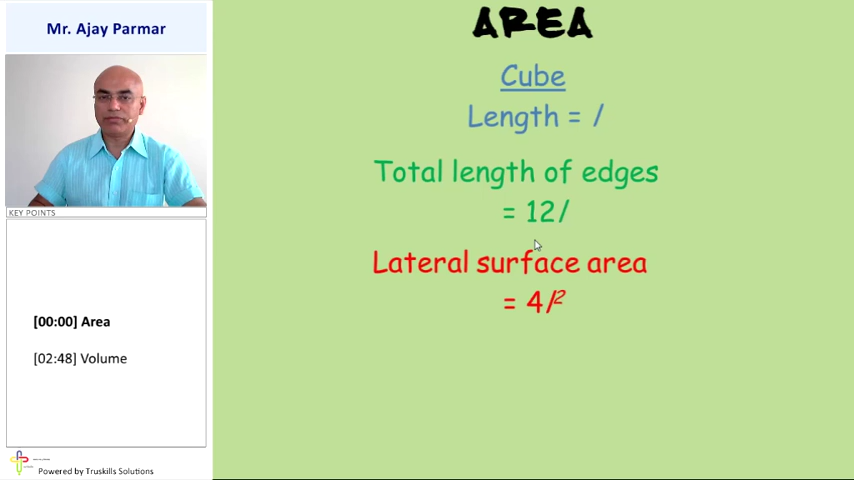 Mr. Ajay Parmar
KEY POINTS
[00:00] Area
[02:48] Volume
Powered by Truskills Solutions
AREA
Cube
Length = l
Total length of edges
= 12l
Lateral surface area
= 4l²